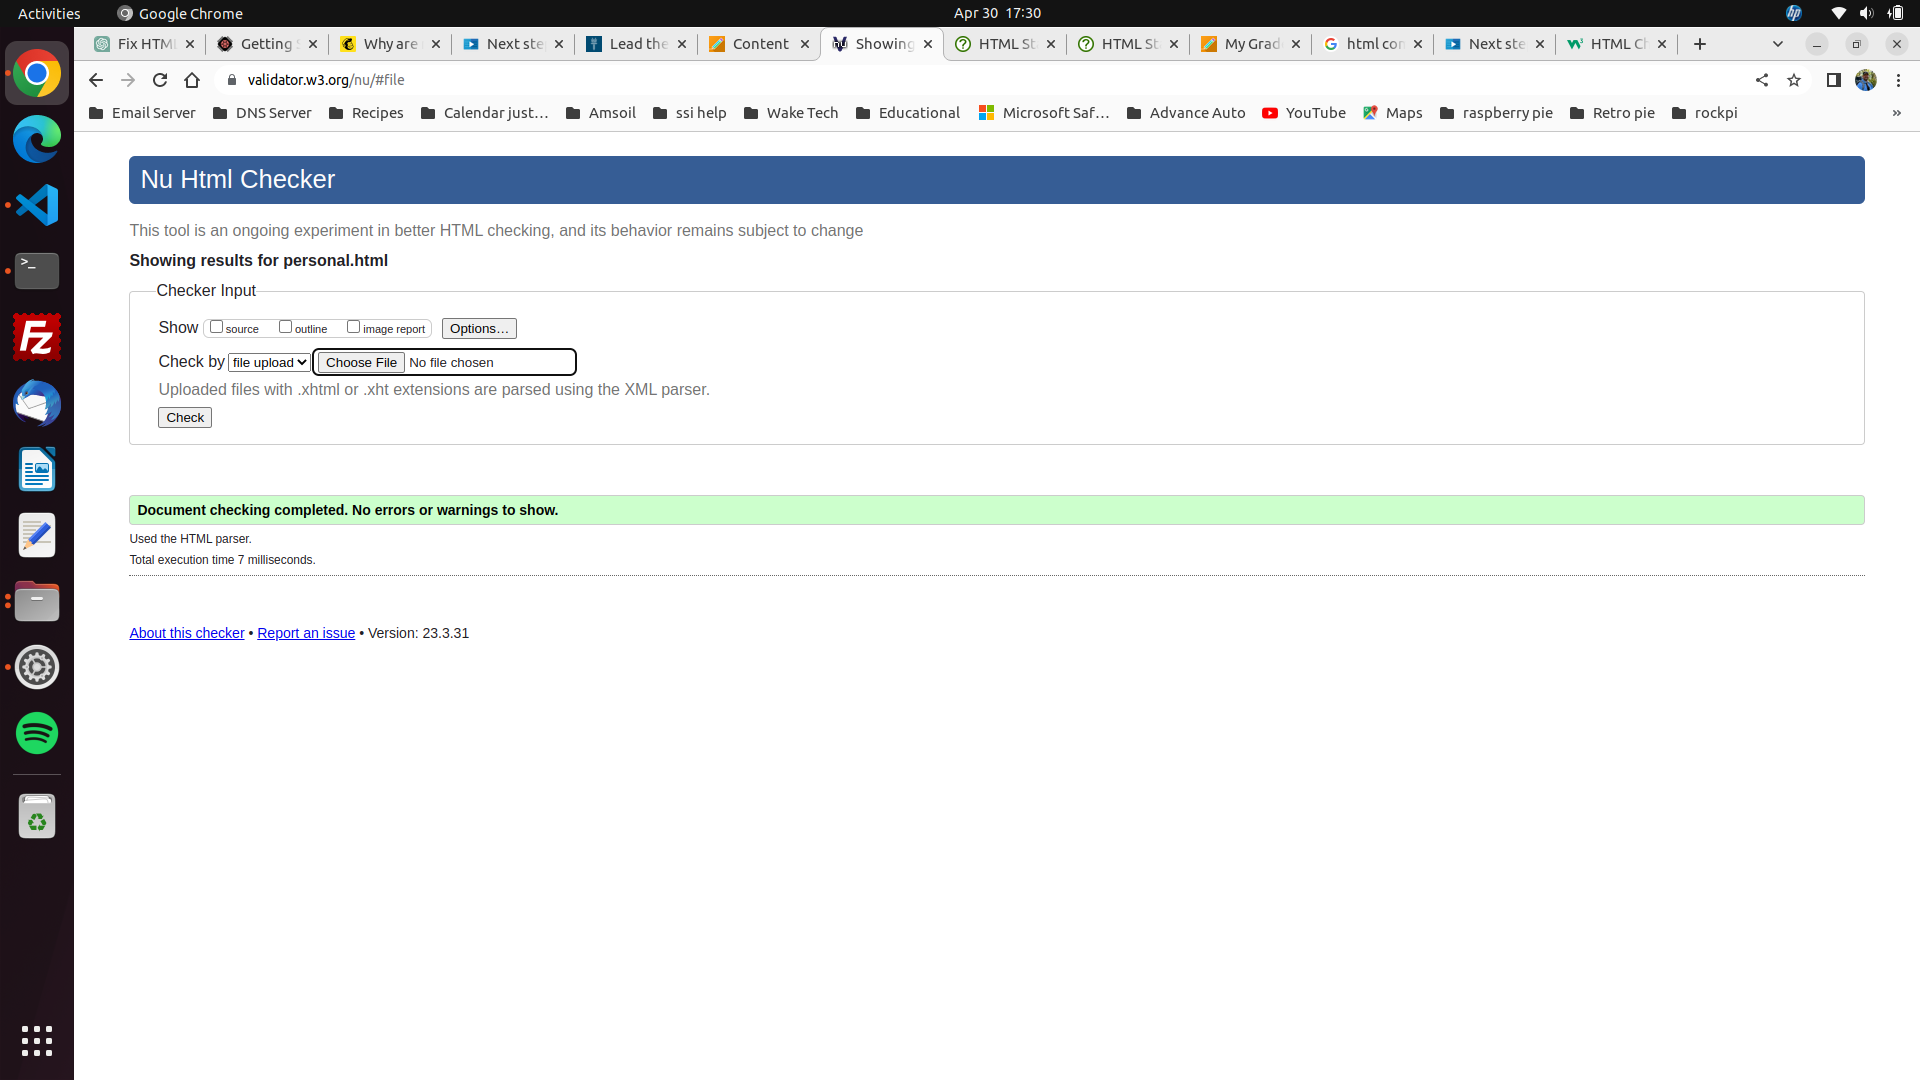 Activities
Google Chrome
Apr 30 17:30
Fix HTML
Getting S
Why are
Next ste
Lead the
Content
Showing
HTML St
HTML St
My Grad
html con
Next ste
HTML Ch
validator.w3.org/nu/#file
Email Server
DNS Server
Recipes
Calendar just…
Amsoil
ssi help
Wake Tech
Educational
Microsoft Saf…
Advance Auto
YouTube
Maps
raspberry pie
Retro pie
rockpi
»
Nu Html Checker
This tool is an ongoing experiment in better HTML checking, and its behavior remains subject to change
Showing results for personal.html
Checker Input
Show source outline image report Options…
Check by file upload Choose File No file chosen
Uploaded files with .xhtml or .xht extensions are parsed using the XML parser.
Check
Document checking completed. No errors or warnings to show.
Used the HTML parser.
Total execution time 7 milliseconds.
About this checker • Report an issue • Version: 23.3.31